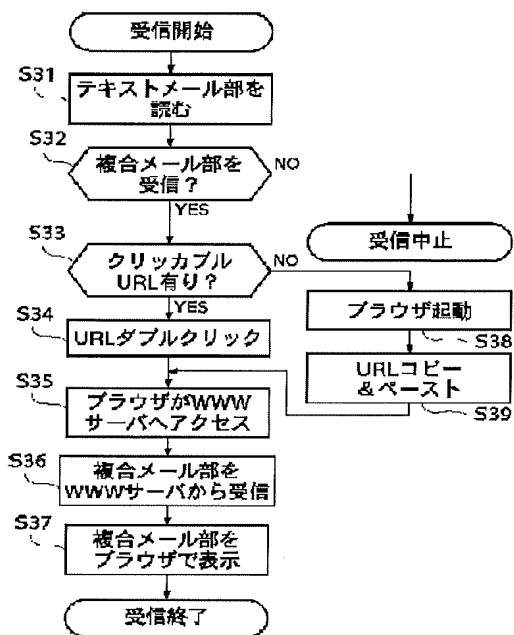 受信開始
S31
テキストメール部を
読む
S32
複合メール部を
受信？
NO
YES
受信中止
S33
クリッカブル
URL有り？
NO
YES
ブラウザ起動
S38
S34
URLダブルクリック
URLコピー
＆ペースト
S39
S35
ブラウザがWWW
サーバへアクセス
S36
複合メール部を
WWWサーバから受信
S37
複合メール部を
ブラウザで表示
受信終了